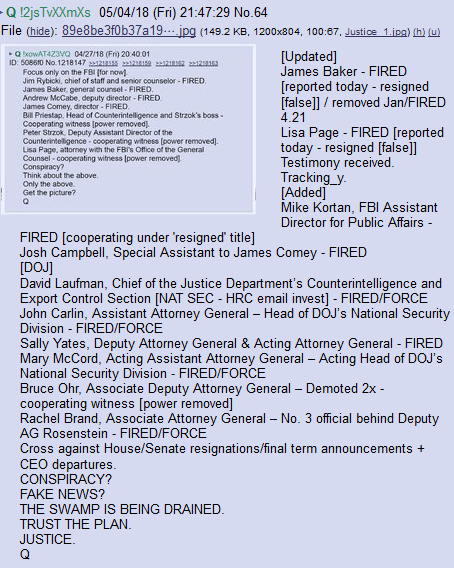 Q !2jsTvXXmXs 05/04/18 (Fri) 21:47:29 No.64
File (hide): 89e8be3f0b37a19⋯.jpg (149.2 KB, 1200x804, 100:67, Justice_1.jpg) (h) (u)
Q !xowAT4Z3VQ 04/27/18 (Fri) 20:40:01
ID: 5086f0 No.1218147 >>1218155 >>1218159 >>1218162 >>1218163
Focus only on the FBI [for now].
Jim Rybicki, chief of staff and senior counselor - FIRED.
James Baker, general counsel - FIRED.
Andrew McCabe, deputy director - FIRED.
James Comey, director - FIRED.
Bill Priestap, Head of Counterintelligence and Strzok's boss -
Cooperating witness [power removed].
Peter Strzok, Deputy Assistant Director of the
Counterintelligence - cooperating witness [power removed].
Lisa Page, attorney with the FBI's Office of the General
Counsel - cooperating witness [power removed].
Conspiracy?
Think about the above.
Only the above.
Get the picture?
Q
[Updated]
James Baker - FIRED
[reported today - resigned
[false]] / removed Jan/FIRED
4.21
Lisa Page - FIRED [reported
today - resigned [false]]
Testimony received.
Tracking_y.
[Added]
Mike Kortan, FBI Assistant
Director for Public Affairs -
FIRED [cooperating under 'resigned' title]
Josh Campbell, Special Assistant to James Comey - FIRED
[DOJ]
David Laufman, Chief of the Justice Department's Counterintelligence and
Export Control Section [NAT SEC - HRC email invest] - FIRED/FORCE
John Carlin, Assistant Attorney General – Head of DOJ's National Security
Division - FIRED/FORCE
Sally Yates, Deputy Attorney General & Acting Attorney General - FIRED
Mary McCord, Acting Assistant Attorney General – Acting Head of DOJ's
National Security Division - FIRED/FORCE
Bruce Ohr, Associate Deputy Attorney General – Demoted 2x -
cooperating witness [power removed]
Rachel Brand, Associate Attorney General – No. 3 official behind Deputy
AG Rosenstein - FIRED/FORCE
Cross against House/Senate resignations/final term announcements +
CEO departures.
CONSPIRACY?
FAKE NEWS?
THE SWAMP IS BEING DRAINED.
TRUST THE PLAN.
JUSTICE.
Q